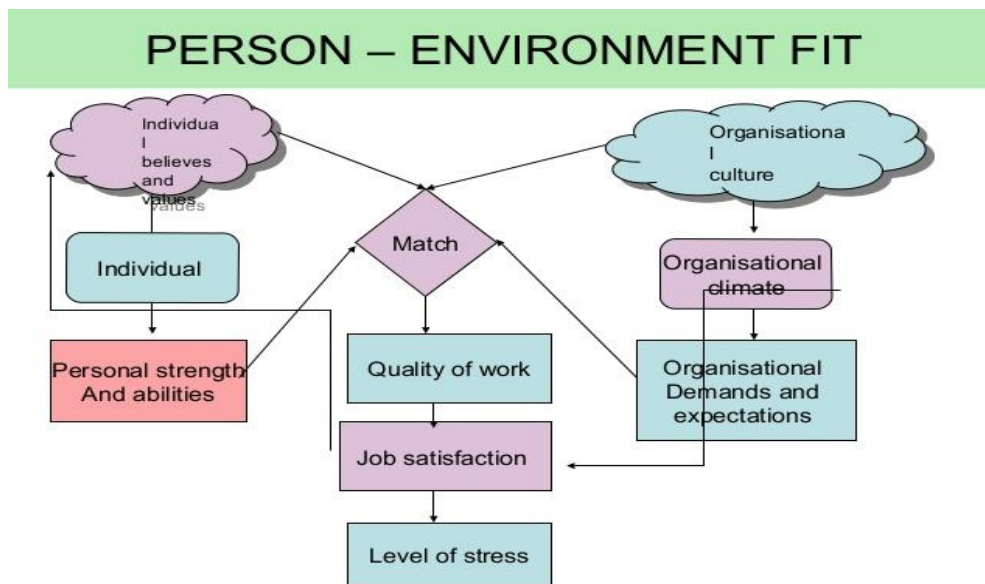 PERSON – ENVIRONMENT FIT
Individua
l
believes
and
values
values
Organisationa
l
culture
Match
Individual
Organisational
climate
Personal strength
And abilities
Quality of work
Organisational
Demands and
expectations
Job satisfaction
Level of stress